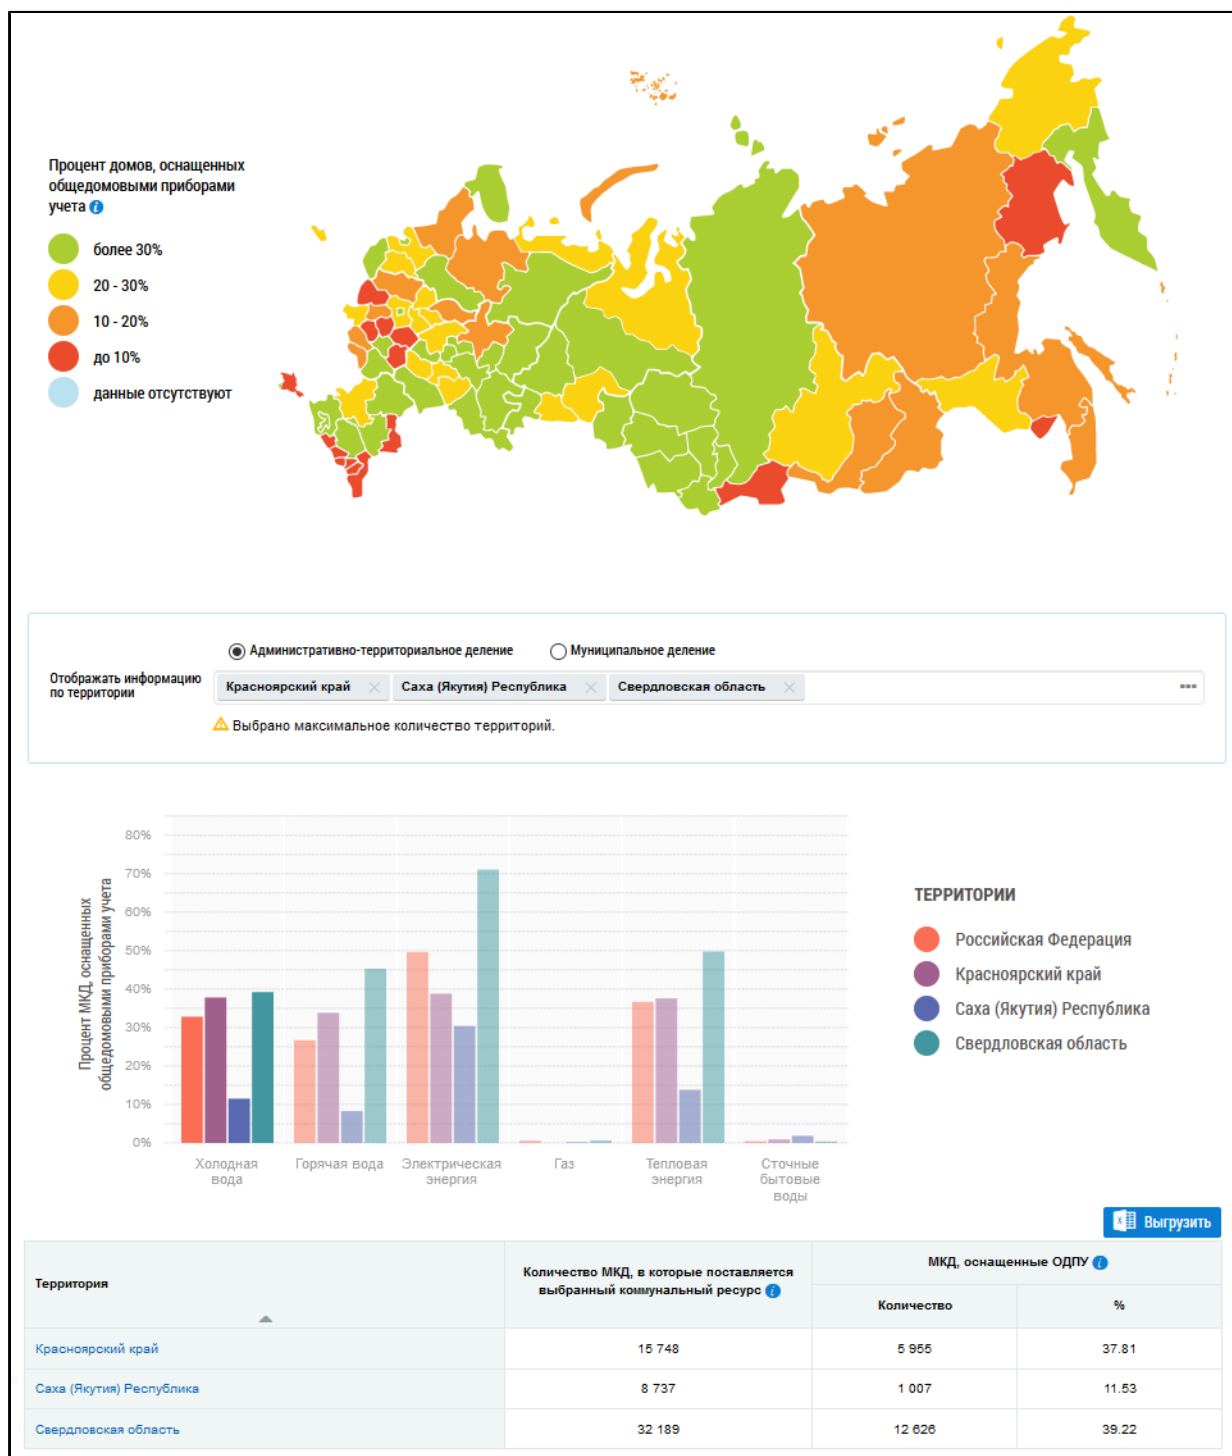 Процент домов, оснащенных
общедомовыми приборами
учета
более 30%
20 - 30%
10 - 20%
до 10%
данные отсутствуют
Административно-территориальное деление
Муниципальное деление
Отображать информацию
по территории
Красноярский край
Саха (Якутия) Республика
Свердловская область
Выбрано максимальное количество территорий.
Процент МКД, оснащенных
общедомовыми приборами учета
80%
70%
60%
50%
40%
30%
20%
10%
0%
Холодная
вода
Горячая вода
Электрическая
энергия
Газ
Тепловая
энергия
Сточные
бытовые
воды
ТЕРРИТОРИИ
Российская Федерация
Красноярский край
Саха (Якутия) Республика
Свердловская область
Выгрузить
Территория
Количество МКД, в которые поставляется
выбранный коммунальный ресурс
МКД, оснащенные ОДПУ
Количество
%
Красноярский край 15 748 5 955 37.81
Саха (Якутия) Республика 8 737 1 007 11.53
Свердловская область 32 189 12 626 39.22